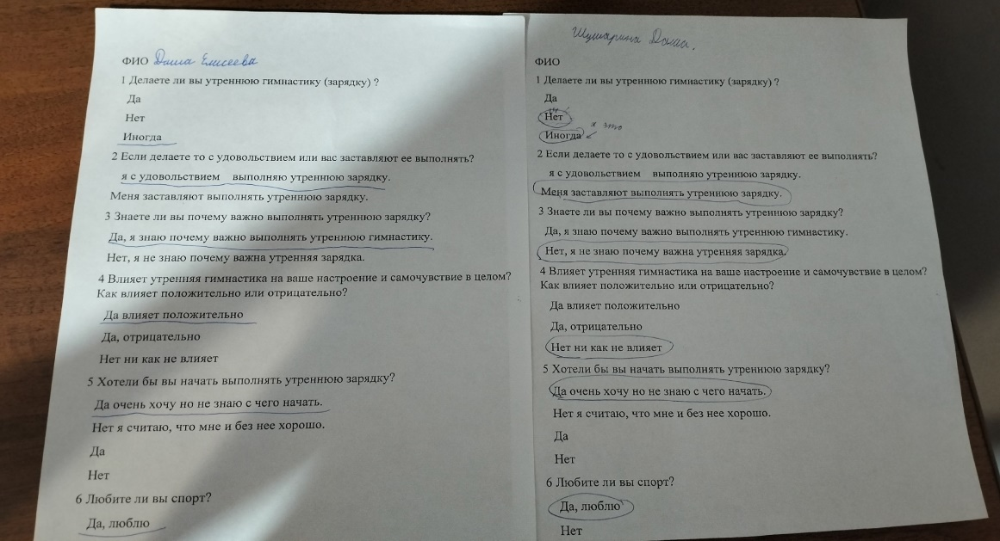 ФИО Даша Елисеева
1 Делаете ли вы утреннюю гимнастику (зарядку) ?
Да
Нет
Иногда
2 Если делаете то с удовольствием или вас заставляют ее выполнять?
я с удовольствием выполняю утреннюю зарядку.
Меня заставляют выполнять утреннюю зарядку.
3 Знаете ли вы почему важно выполнять утреннюю зарядку?
Да, я знаю почему важно выполнять утреннюю гимнастику.
Нет, я не знаю почему важна утренняя зарядка.
4 Влияет утренняя гимнастика на ваше настроение и самочувствие в целом?
Как влияет положительно или отрицательно?
Да влияет положительно
Да, отрицательно
Нет ни как не влияет
5 Хотели бы вы начать выполнять утреннюю зарядку?
Да очень хочу но не знаю с чего начать.
Нет я считаю, что мне и без нее хорошо.
Да
Нет
6 Любите ли вы спорт?
Да, люблю
Шушарина Даша.
ФИО
1 Делаете ли вы утреннюю гимнастику (зарядку) ?
Да
Нет
Иногда я это
2 Если делаете то с удовольствием или вас заставляют ее выполнять?
я с удовольствием выполняю утреннюю зарядку.
Меня заставляют выполнять утреннюю зарядку.
3 Знаете ли вы почему важно выполнять утреннюю зарядку?
Да, я знаю почему важно выполнять утреннюю гимнастику.
Нет, я не знаю почему важна утренняя зарядка.
4 Влияет утренняя гимнастика на ваше настроение и самочувствие в целом?
Как влияет положительно или отрицательно?
Да влияет положительно
Да, отрицательно
Нет ни как не влияет
5 Хотели бы вы начать выполнять утреннюю зарядку?
Да очень хочу но не знаю с чего начать.
Нет я считаю, что мне и без нее хорошо.
Да
Нет
6 Любите ли вы спорт?
Да, люблю
Нет